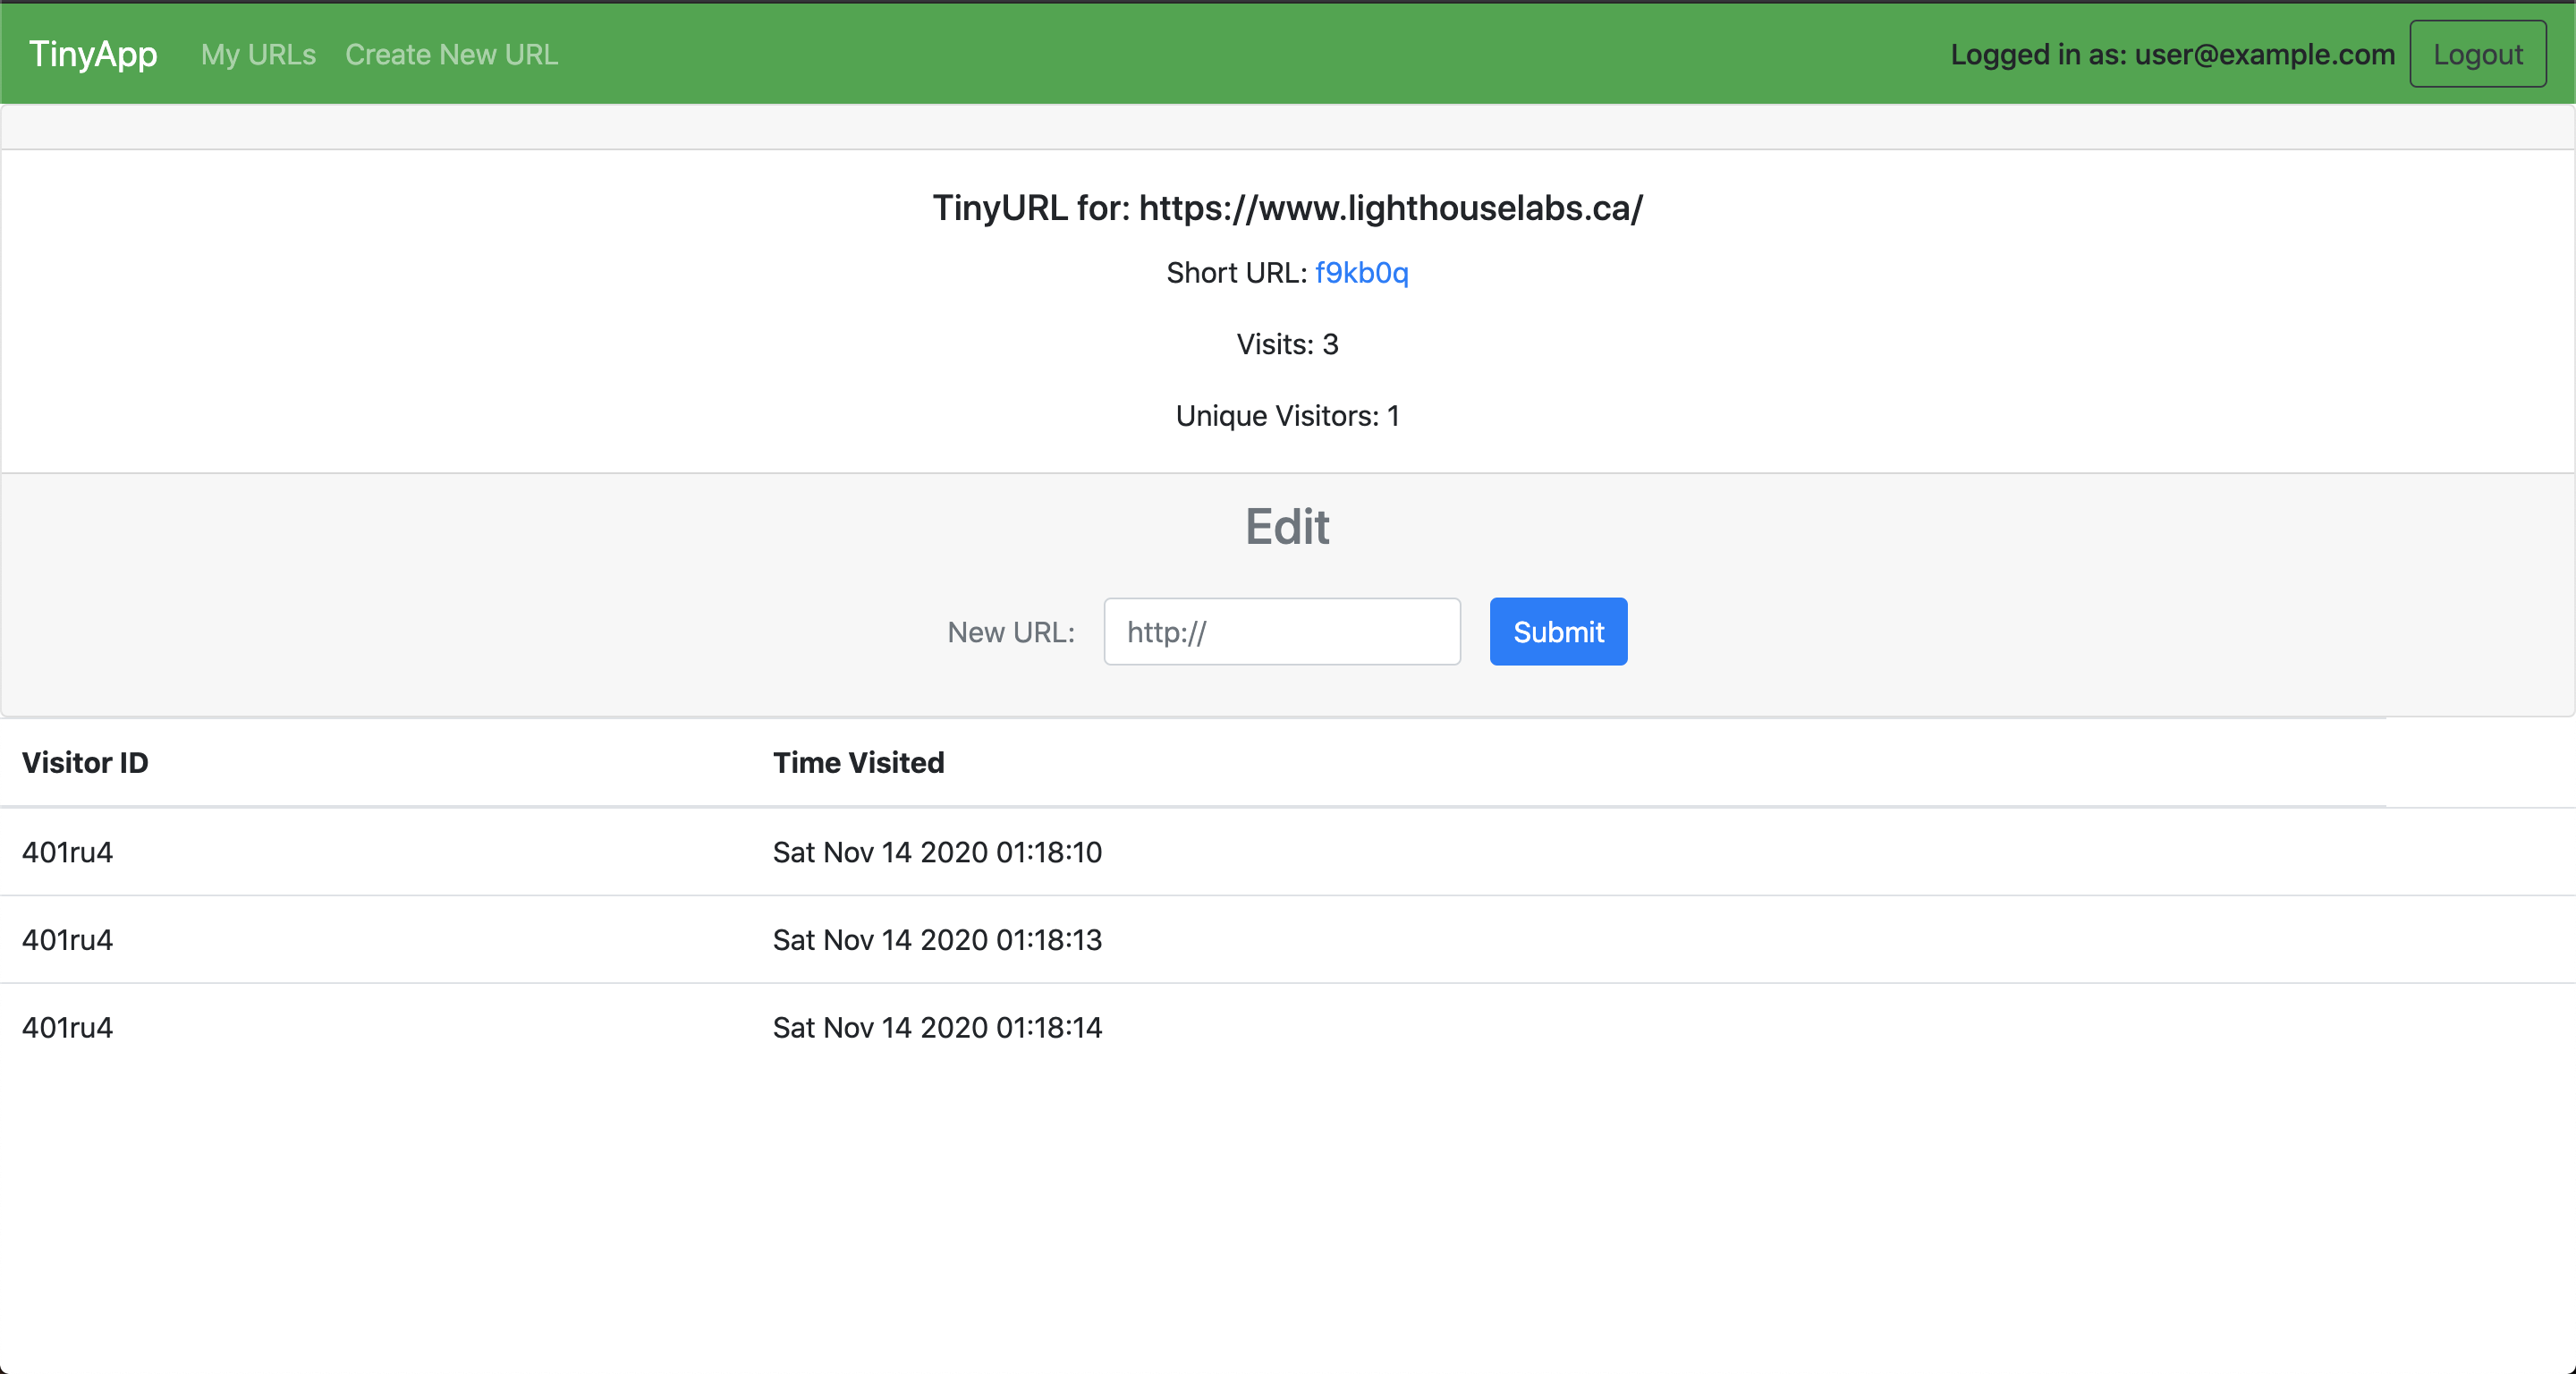 TinyApp My URLs Create New URL Logged in as: user@example.com Logout
TinyURL for: https://www.lighthouselabs.ca/
Short URL: f9kb0q
Visits: 3
Unique Visitors: 1
Edit
New URL: http:// Submit
Visitor ID Time Visited
401ru4 Sat Nov 14 2020 01:18:10
401ru4 Sat Nov 14 2020 01:18:13
401ru4 Sat Nov 14 2020 01:18:14